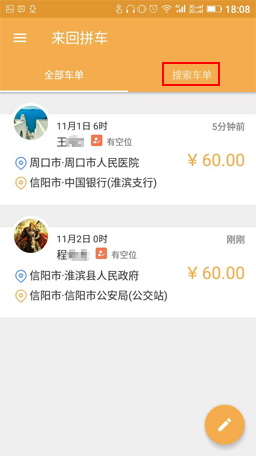 18:08
来回拼车
全部车单
搜索车单
11月1日 6时
5分钟前
王
有空位
¥ 60.00
周口市·周口市人民医院
信阳市·中国银行(淮滨支行)
11月2日 0时
刚刚
程
有空位
¥ 60.00
信阳市·淮滨县人民政府
信阳市·信阳市公安局(公交站)